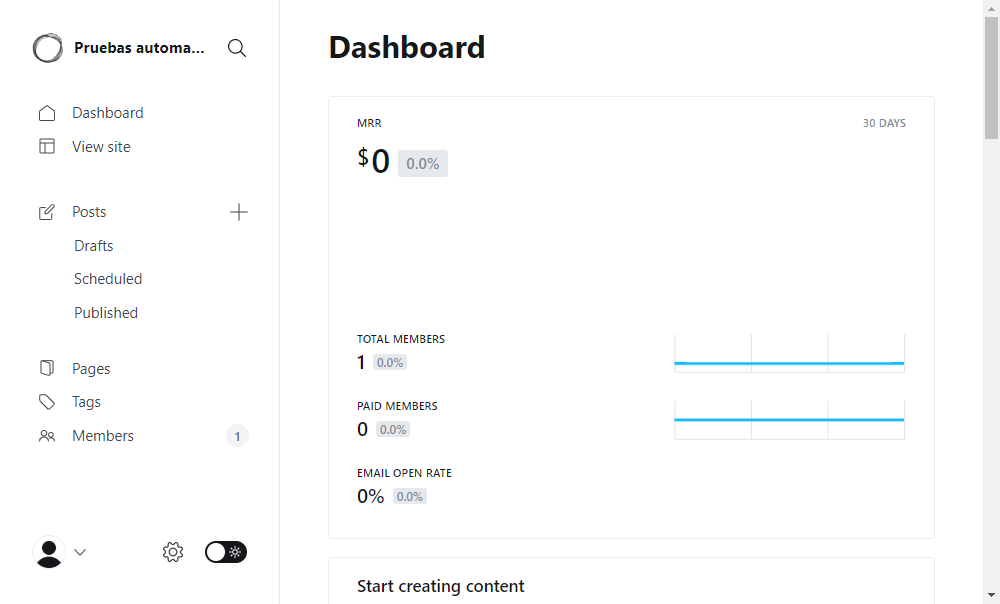 Pruebas automa...
Dashboard
View site
Posts
Drafts
Scheduled
Published
Pages
Tags
Members 1
Dashboard
MRR 30 DAYS
$0 0.0%
TOTAL MEMBERS
1 0.0%
PAID MEMBERS
0 0.0%
EMAIL OPEN RATE
0% 0.0%
Start creating content